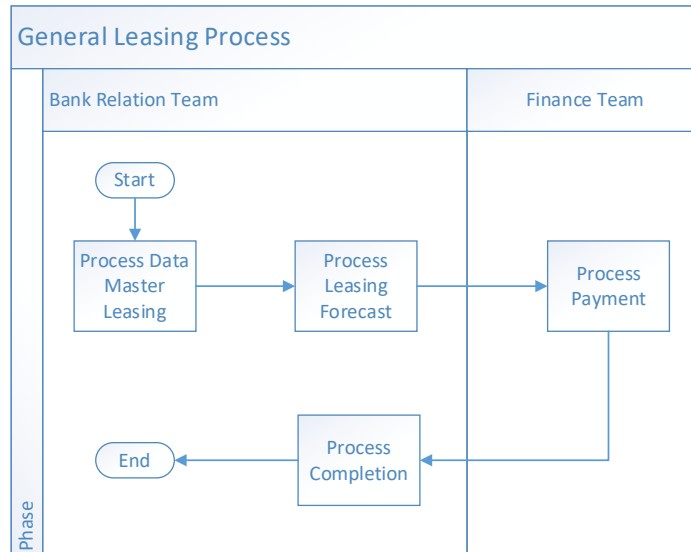 General Leasing Process
Bank Relation Team
Finance Team
Start
Process Data
Master
Leasing
Process
Leasing
Forecast
Process
Payment
End
Process
Completion
Phase